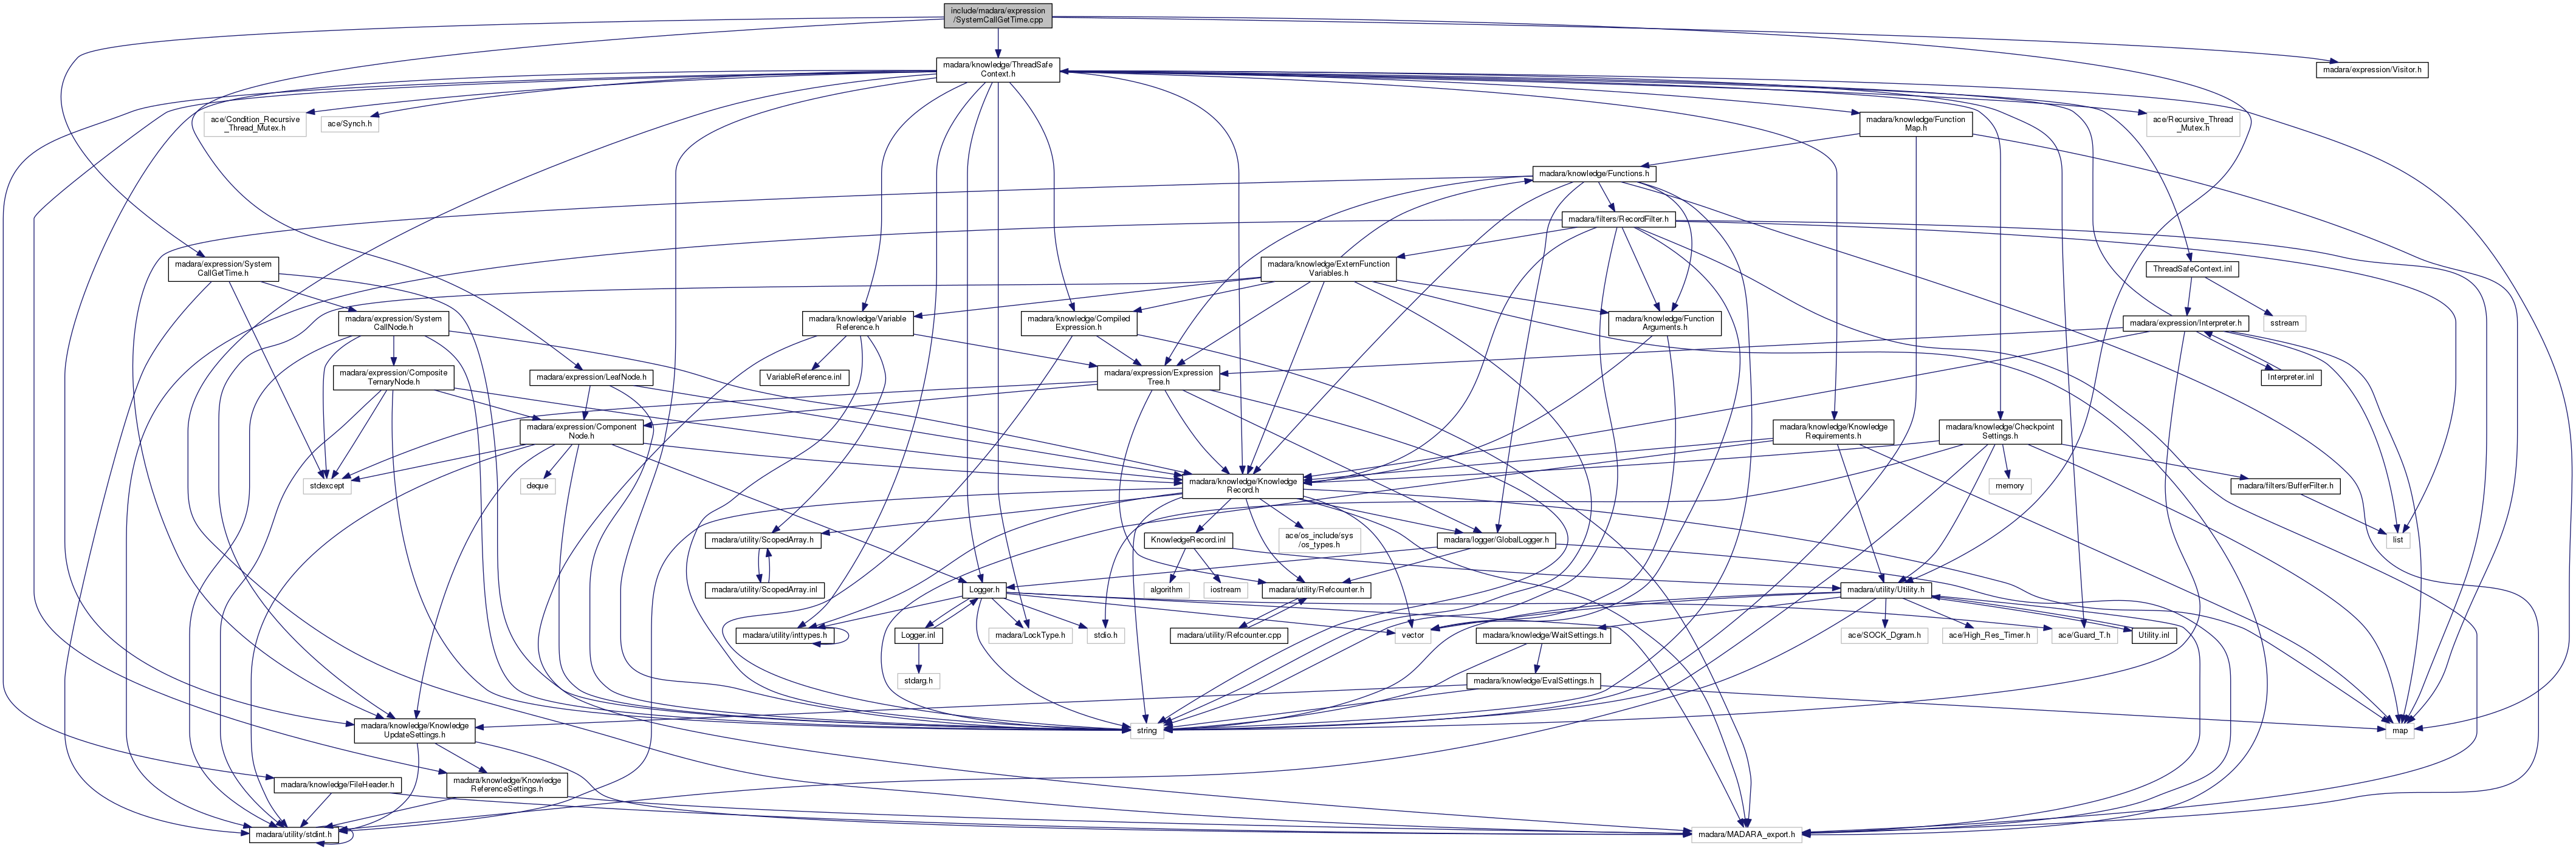 include/madara/expression
/SystemCallGetTime.cpp
madara/knowledge/ThreadSafe
Context.h
madara/expression/Visitor.h
ace/Condition_Recursive
_Thread_Mutex.h
ace/Synch.h
madara/knowledge/Function
Map.h
ace/Recursive_Thread
_Mutex.h
madara/knowledge/Functions.h
madara/filters/RecordFilter.h
madara/expression/System
CallGetTime.h
madara/knowledge/ExternFunction
Variables.h
ThreadSafeContext.inl
madara/expression/System
CallNode.h
madara/knowledge/Variable
Reference.h
madara/knowledge/Compiled
Expression.h
madara/knowledge/Function
Arguments.h
madara/expression/Interpreter.h
sstream
madara/expression/Composite
TernaryNode.h
madara/expression/LeafNode.h
VariableReference.inl
madara/expression/Expression
Tree.h
Interpreter.inl
madara/expression/Component
Node.h
madara/knowledge/Knowledge
Requirements.h
madara/knowledge/Checkpoint
Settings.h
stdexcept
deque
madara/knowledge/Knowledge
Record.h
memory
madara/filters/BufferFilter.h
madara/utility/ScopedArray.h
KnowledgeRecord.inl
ace/os_include/sys
/os_types.h
madara/logger/GlobalLogger.h
list
madara/utility/ScopedArray.inl
Logger.h
algorithm
iostream
madara/utility/Refcounter.h
madara/utility/Utility.h
madara/utility/inttypes.h
Logger.inl
madara/LockType.h
stdio.h
madara/utility/Refcounter.cpp
vector
madara/knowledge/WaitSettings.h
ace/SOCK_Dgram.h
ace/High_Res_Timer.h
ace/Guard_T.h
Utility.inl
stdarg.h
madara/knowledge/EvalSettings.h
madara/knowledge/Knowledge
UpdateSettings.h
string
map
madara/knowledge/FileHeader.h
madara/knowledge/Knowledge
ReferenceSettings.h
madara/utility/stdint.h
madara/MADARA_export.h